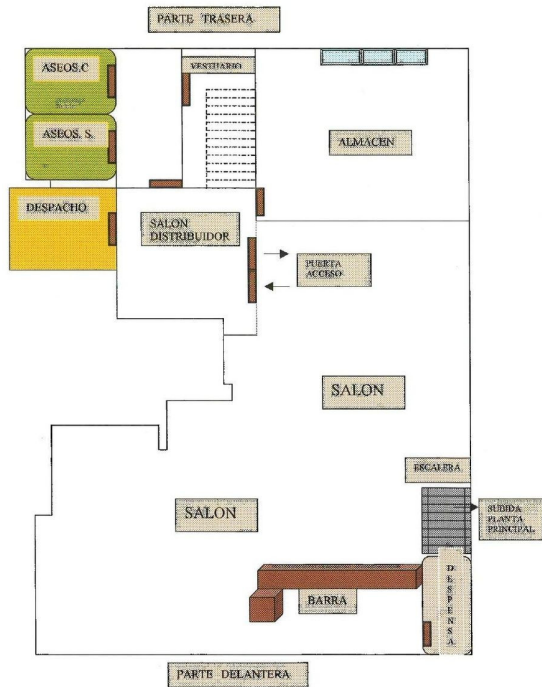 PARTE TRASERA
ASEOS.C
VESTUARIO
ASEOS. S.
ALMACEN
DESPACHO
SALON
DISTRIBUIDOR
PUERTA
ACCESO
SALON
ESCALERA
SALON
SUBIDA
PLANTA
PRINCIPAL
DESPENSA
BARRA
PARTE DELANTERA